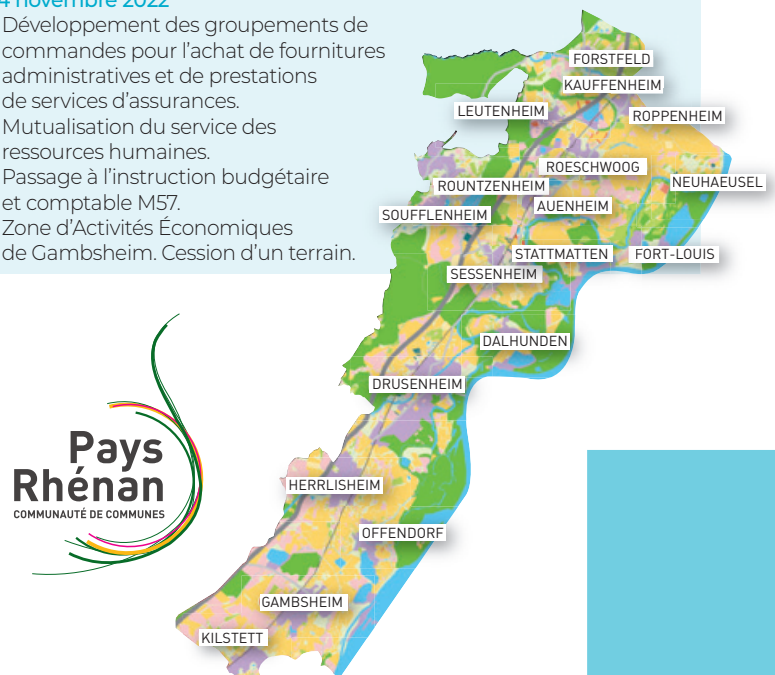 4 novembre 2022
Développement des groupements de
commandes pour l’achat de fournitures
administratives et de prestations
de services d’assurances.
Mutualisation du service des
ressources humaines.
Passage à l’instruction budgétaire
et comptable M57.
Zone d’Activités Économiques
de Gambsheim. Cession d’un terrain.
FORSTFELD
KAUFFENHEIM
LEUTENHEIM
ROPPENHEIM
ROESCHWOOG
ROUNTZENHEIM
NEUHAEUSEL
AUENHEIM
SOUFFLENHEIM
STATTMATTEN
FORT-LOUIS
SESSENHEIM
DALHUNDEN
DRUSENHEIM
HERRLISHEIM
OFFENDORF
GAMBSHEIM
KILSTETT
Pays
Rhénan
COMMUNAUTÉ DE COMMUNES